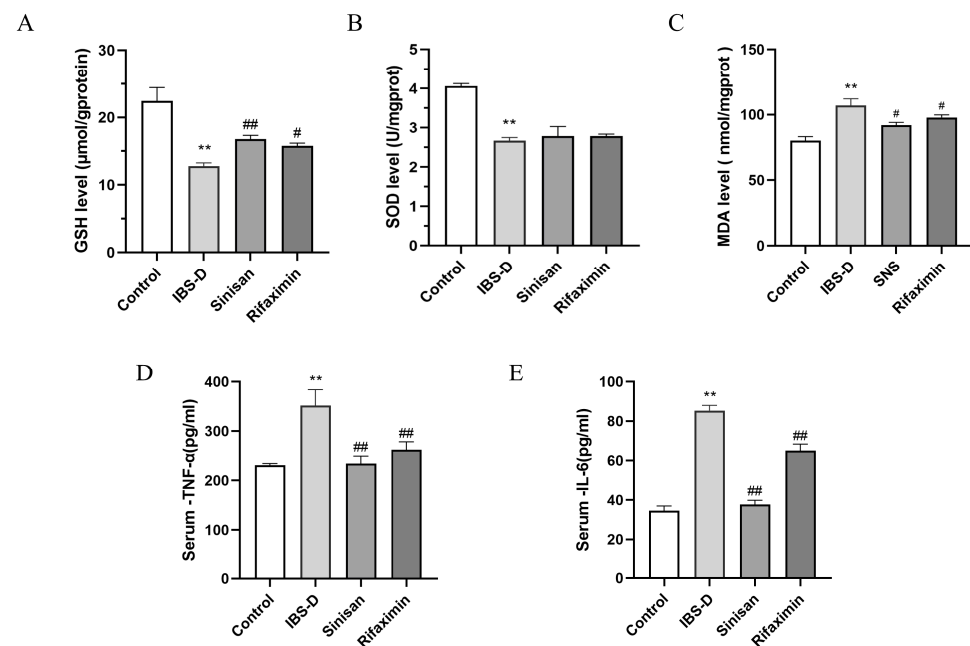 A
GSH level (μmol/gprotein)
30
20
10
0
**
##
#
Control
IBS-D
Sinisan
Rifaximin
B
SOD level (U/mgprot)
5
4
3
2
1
0
**
Control
IBS-D
Sinisan
Rifaximin
C
MDA level ( nmol/mgprot)
150
100
50
0
**
#
#
Control
IBS-D
SNS
Rifaximin
D
Serum -TNF-α(pg/ml)
400
300
200
100
0
**
##
##
Control
IBS-D
Sinisan
Rifaximin
E
Serum -IL-6(pg/ml)
100
80
60
40
20
0
**
##
##
Control
IBS-D
Sinisan
Rifaximin